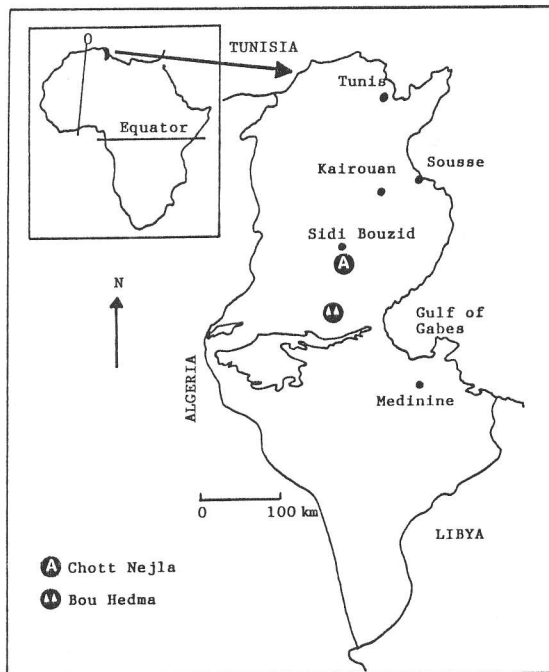 0
TUNISIA
Equator
Tunis
Kairouan
Sousse
Sidi Bouzid
A
N
Gulf of
Gabes
ALGERIA
Medinine
0 100 km
LIBYA
A Chott Nejla
Bou Hedma